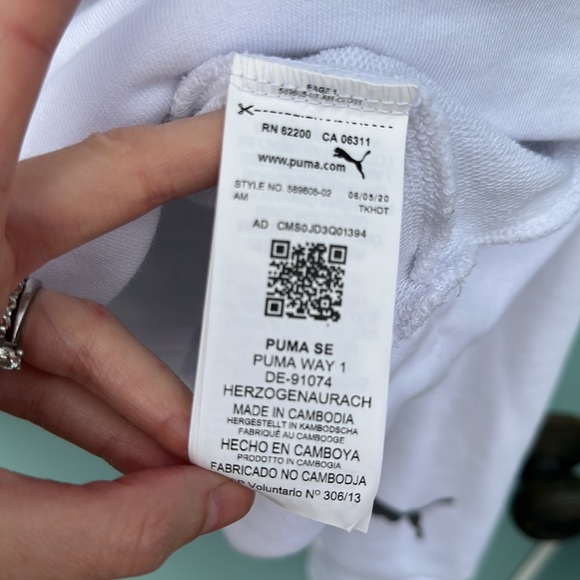 RN 62200 CA 06311
www.puma.com
STYLE NO. 589806-02 06/05/20
AM TKHDT
AD CMS0JD3Q01394
PUMA SE
PUMA WAY 1
DE-91074
HERZOGENAURACH
MADE IN CAMBODIA
HERGESTELLT IN KAMBODSCHA
FABRIQUÉ AU CAMBODGE
HECHO EN CAMBOYA
PRODOTTO IN CAMBOGIA
FABRICADO NO CAMBODJA
Voluntario Nº 306/13